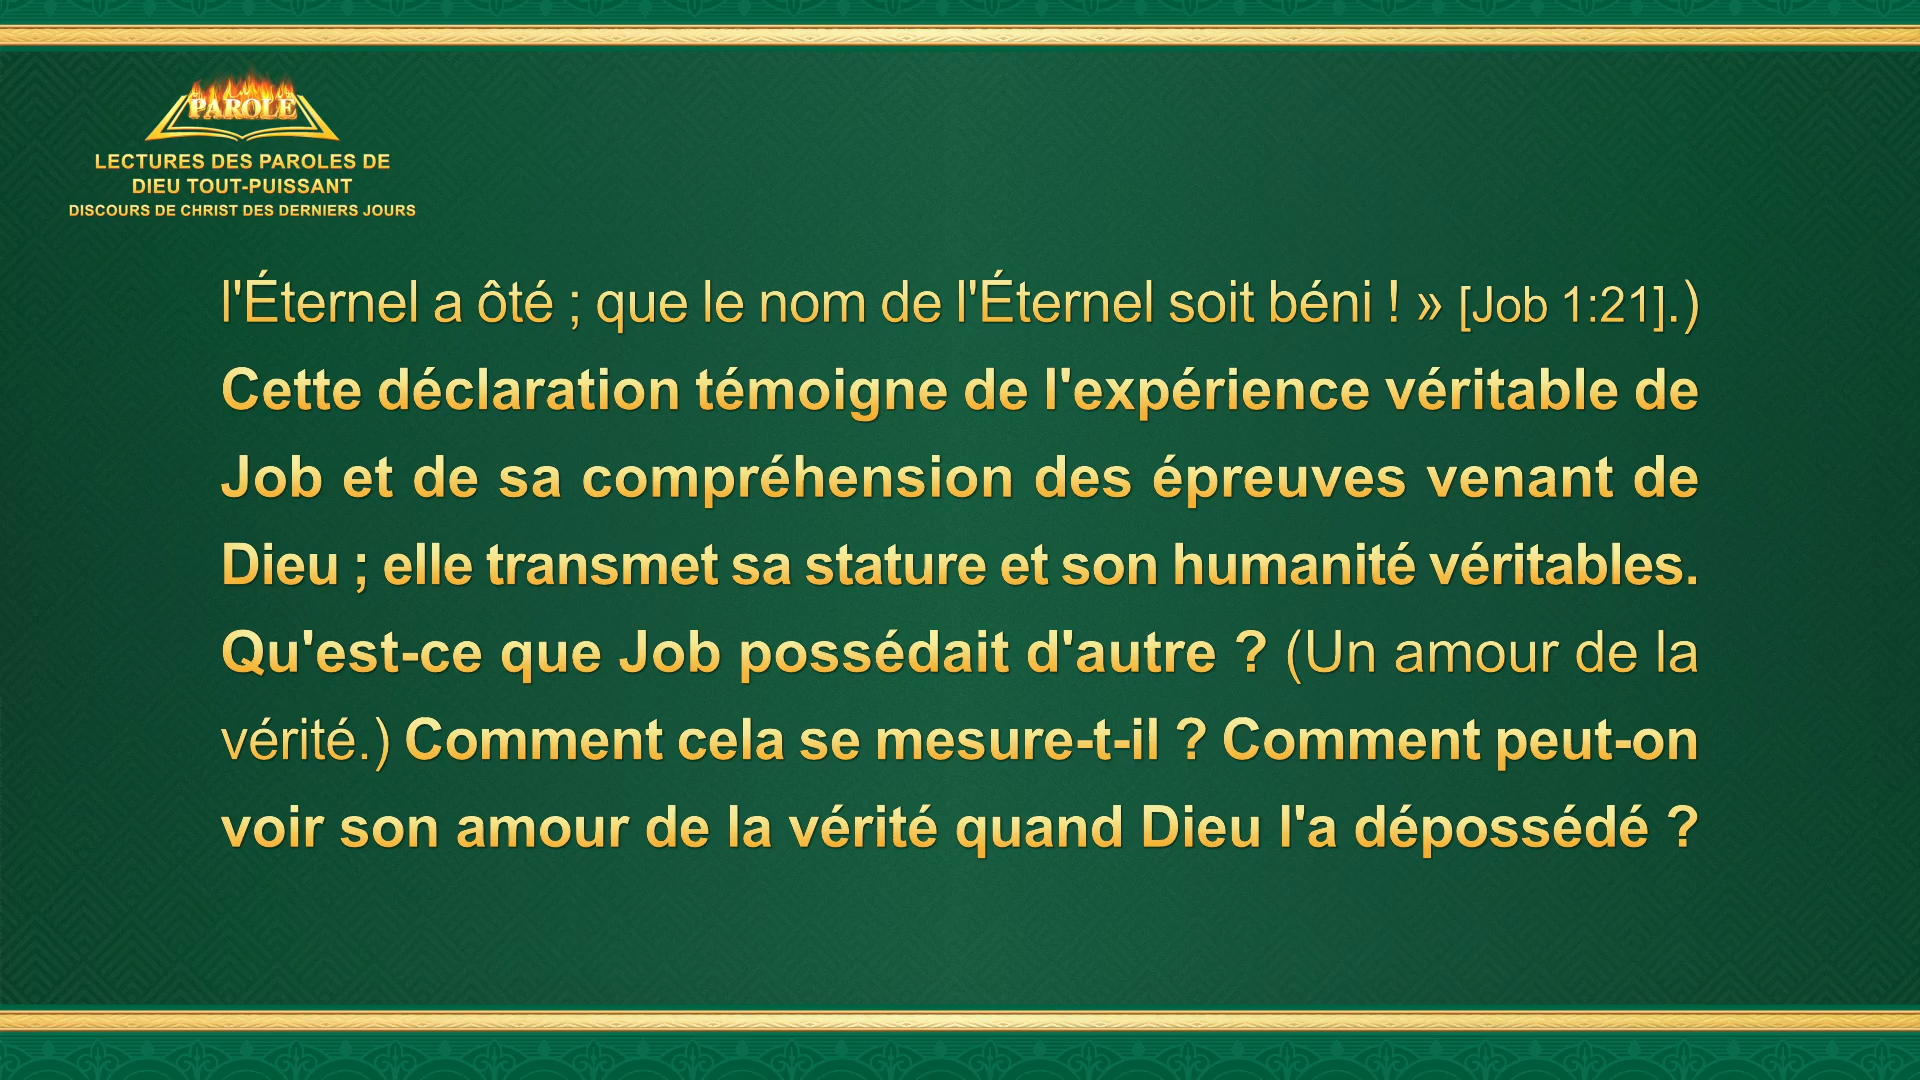 PAROLE
LECTURES DES PAROLES DE
DIEU TOUT-PUISSANT
DISCOURS DE CHRIST DES DERNIERS JOURS
l'Éternel a ôté ; que le nom de l'Éternel soit béni ! » [Job 1:21].)
Cette déclaration témoigne de l'expérience véritable de
Job et de sa compréhension des épreuves venant de
Dieu ; elle transmet sa stature et son humanité véritables.
Qu'est-ce que Job possédait d'autre ? (Un amour de la
vérité.) Comment cela se mesure-t-il ? Comment peut-on
voir son amour de la vérité quand Dieu l'a dépossédé ?